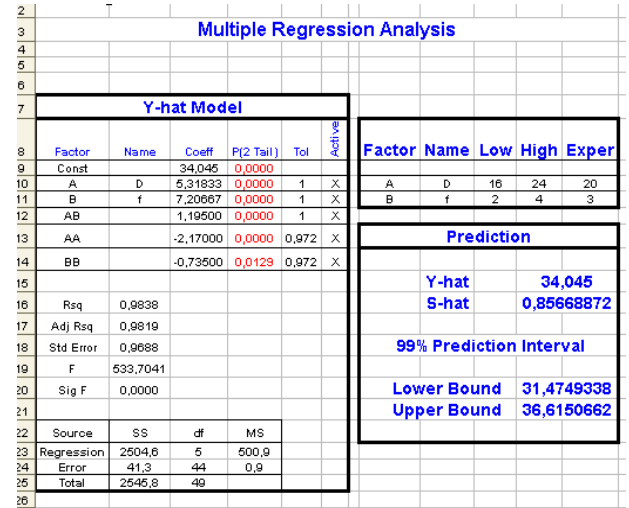 2
3 Multiple Regression Analysis
4
5
6
7 Y-hat Model
8 Factor Name Coeff P(2 Tail) Tol Active Factor Name Low High Exper
9 Const 34,045 0,0000
10 A D 5,31833 0,0000 1 X A D 16 24 20
11 B f 7,20667 0,0000 1 X B f 2 4 3
12 AB 1,19500 0,0000 1 X
13 AA -2,17000 0,0000 0,972 X Prediction
14 BB -0,73500 0,0129 0,972 X
15 Y-hat 34,045
16 Rsq 0,9838 S-hat 0,85668872
17 Adj Rsq 0,9819
18 Std Error 0,9688 99% Prediction Interval
19 F 533,7041
20 Sig F 0,0000 Lower Bound 31,4749338
21 Upper Bound 36,6150662
22 Source SS df MS
23 Regression 2504,6 5 500,9
24 Error 41,3 44 0,9
25 Total 2545,8 49
26